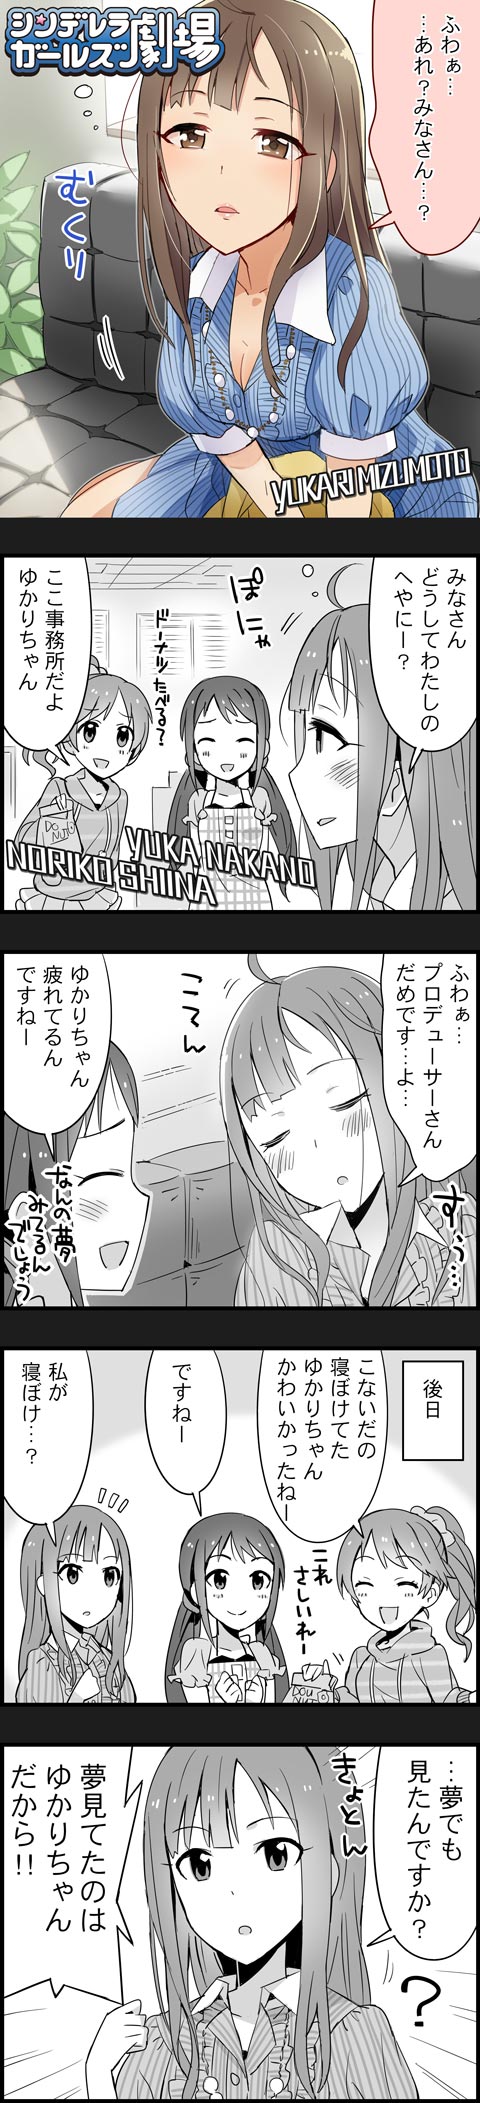 シンデレラ
ガールズ劇場
ふわぁ…
…あれ?みなさん…?
むくり
YUKARI MIZUMOTO
みなさん
どうしてわたしの
へやにー?
ぽにゃ
ドーナツたべる?
ここ事務所だよ
ゆかりちゃん
DO
NUT
YUKA NAKANO
NORIKO SHIINA
ふわぁ…
プロデューサーさん
だめです…よ…
すぅ…
こてん
ゆかりちゃん
疲れてるん
ですねー
なんの夢
みてるん
でしょう
後日
こないだの
寝ぼけてた
ゆかりちゃん
かわいかったねー
これ
さしいれー
DOU
NUT
ですねー
私が
寝ぼけ…?
…夢でも
見たんですか?
きょとん
?
夢見てたのは
ゆかりちゃん
だから!!